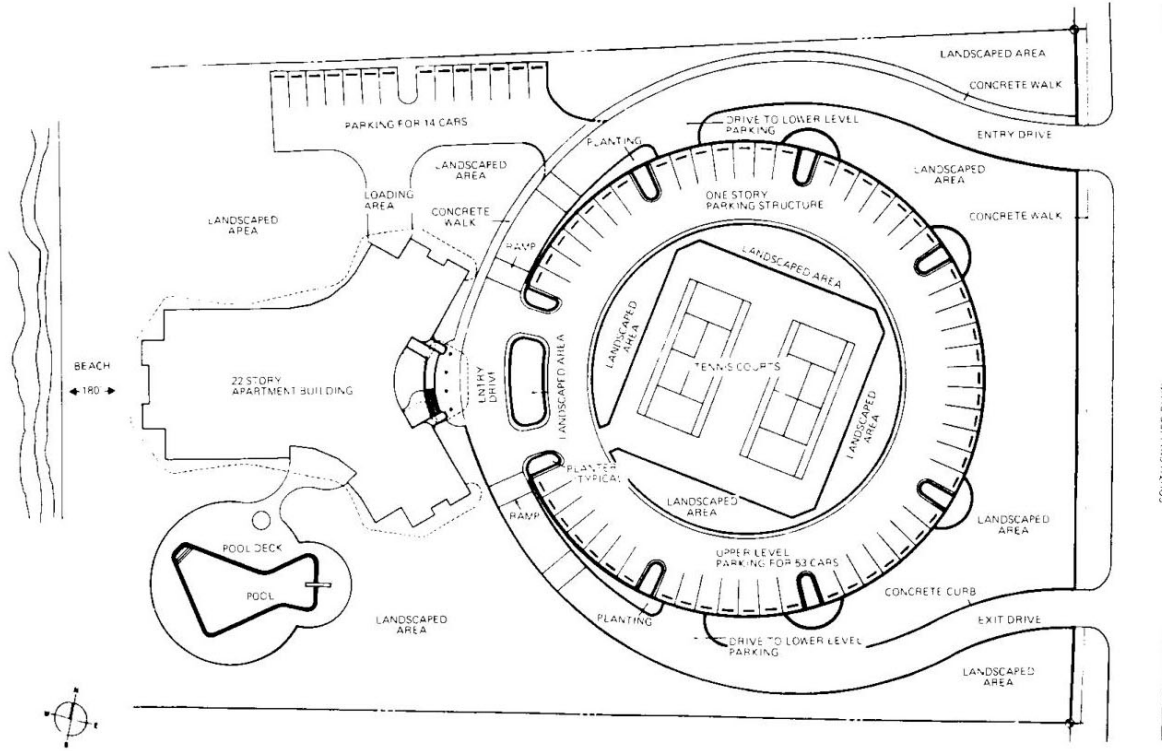 LANDSCAPED AREA
CONCRETE WALK
DRIVE TO LOWER LEVEL
PARKING
ENTRY DRIVE
PARKING FOR 14 CARS
PLANTING
LANDSCAPED
AREA
LANDSCAPED
AREA
LOADING
AREA
ONE STORY
PARKING STRUCTURE
LANDSCAPED
AREA
CONCRETE
WALK
CONCRETE WALK
RAMP
LANDSCAPED AREA
LANDSCAPED
AREA
BEACH
180
22 STORY
APARTMENT BUILDING
ENTRY
DRIVE
LANDSCAPED AREA
TENNIS COURTS
LANDSCAPED
AREA
PLANTER
TYPICAL
LANDSCAPED
AREA
RAMP
LANDSCAPED
AREA
POOL DECK
POOL
UPPER LEVEL
PARKING FOR 53 CARS
CONCRETE CURB
LANDSCAPED
AREA
PLANTING
EXIT DRIVE
DRIVE TO LOWER LEVEL
PARKING
LANDSCAPED
AREA
N
W
E
S